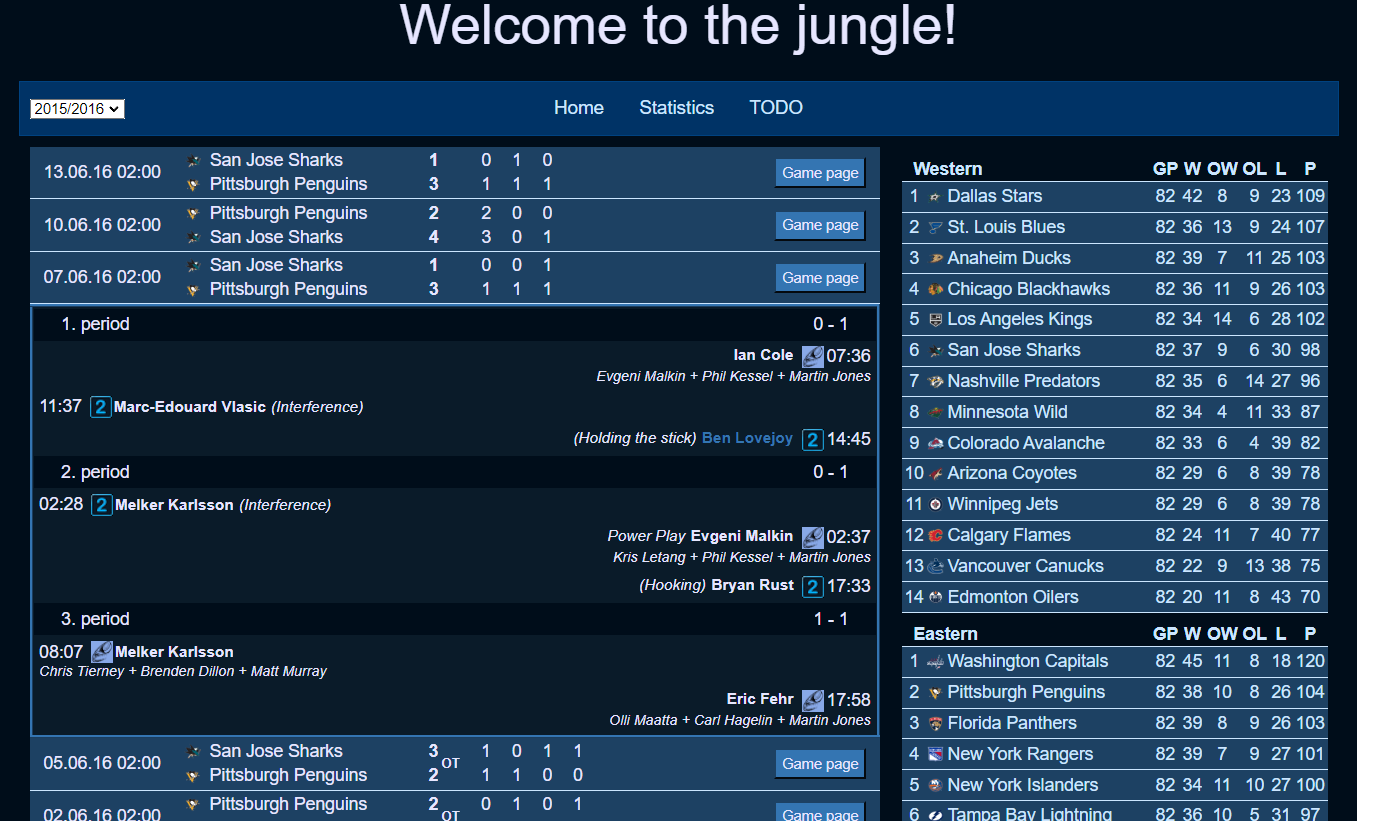 Welcome to the jungle!
2015/2016
Home Statistics TODO
13.06.16 02:00
San Jose Sharks 1 0 1 0
Pittsburgh Penguins 3 1 1 1
Game page
10.06.16 02:00
Pittsburgh Penguins 2 2 0 0
San Jose Sharks 4 3 0 1
Game page
07.06.16 02:00
San Jose Sharks 1 0 0 1
Pittsburgh Penguins 3 1 1 1
Game page
1. period 0 - 1
Ian Cole 07:36
Evgeni Malkin + Phil Kessel + Martin Jones
11:37 2 Marc-Edouard Vlasic (Interference)
(Holding the stick) Ben Lovejoy 2 14:45
2. period 0 - 1
02:28 2 Melker Karlsson (Interference)
Power Play Evgeni Malkin 02:37
Kris Letang + Phil Kessel + Martin Jones
(Hooking) Bryan Rust 2 17:33
3. period 1 - 1
08:07 Melker Karlsson
Chris Tierney + Brenden Dillon + Matt Murray
Eric Fehr 17:58
Olli Maatta + Carl Hagelin + Martin Jones
05.06.16 02:00
San Jose Sharks 3 1 0 1 1
OT
Pittsburgh Penguins 2 1 1 0 0
Game page
02.06.16 02:00
Pittsburgh Penguins 2 0 1 0 1
OT
Game page
Western GP W OW OL L P
1 Dallas Stars 82 42 8 9 23 109
2 St. Louis Blues 82 36 13 9 24 107
3 Anaheim Ducks 82 39 7 11 25 103
4 Chicago Blackhawks 82 36 11 9 26 103
5 Los Angeles Kings 82 34 14 6 28 102
6 San Jose Sharks 82 37 9 6 30 98
7 Nashville Predators 82 35 6 14 27 96
8 Minnesota Wild 82 34 4 11 33 87
9 Colorado Avalanche 82 33 6 4 39 82
10 Arizona Coyotes 82 29 6 8 39 78
11 Winnipeg Jets 82 29 6 8 39 78
12 Calgary Flames 82 24 11 7 40 77
13 Vancouver Canucks 82 22 9 13 38 75
14 Edmonton Oilers 82 20 11 8 43 70
Eastern GP W OW OL L P
1 Washington Capitals 82 45 11 8 18 120
2 Pittsburgh Penguins 82 38 10 8 26 104
3 Florida Panthers 82 39 8 9 26 103
4 New York Rangers 82 39 7 9 27 101
5 New York Islanders 82 34 11 10 27 100
6 Tampa Bay Lightning 82 36 10 5 31 97